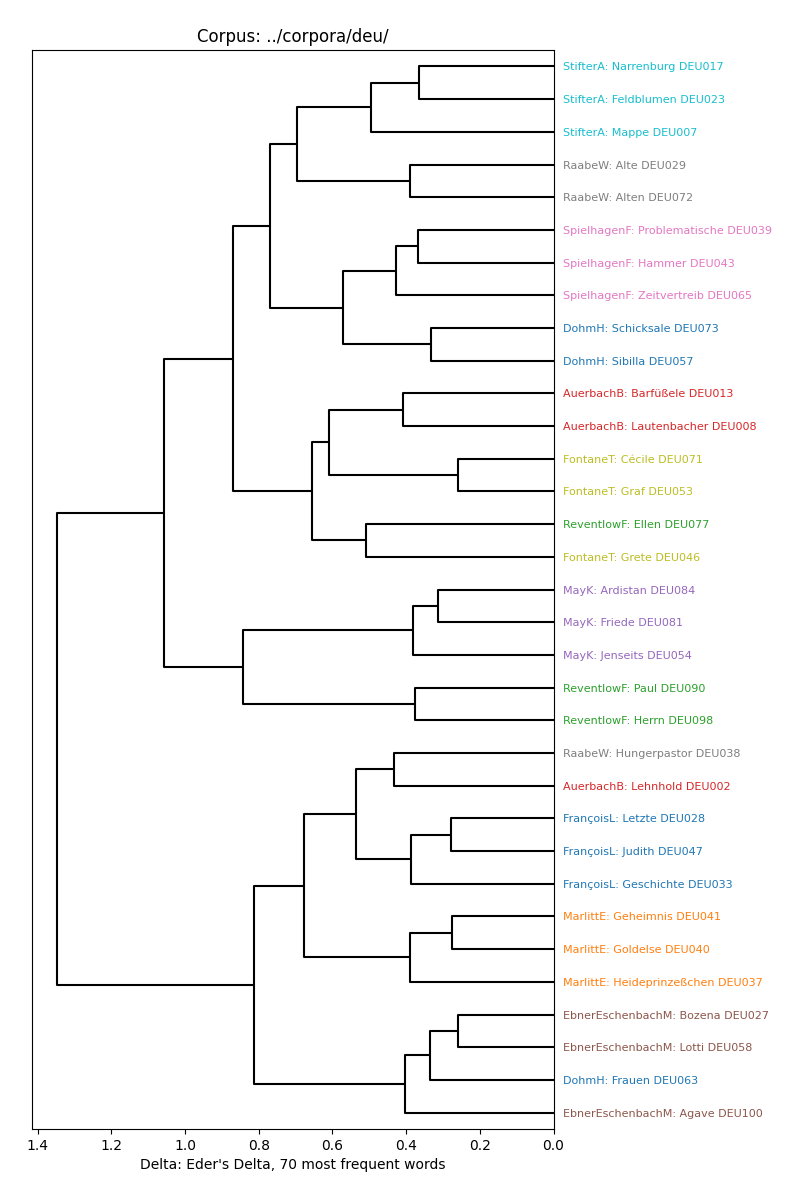 Corpus: ../corpora/deu/
StifterA: Narrenburg DEU017
StifterA: Feldblumen DEU023
StifterA: Mappe DEU007
RaabeW: Alte DEU029
RaabeW: Alten DEU072
SpielhagenF: Problematische DEU039
SpielhagenF: Hammer DEU043
SpielhagenF: Zeitvertreib DEU065
DohmH: Schicksale DEU073
DohmH: Sibilla DEU057
AuerbachB: Barfüßele DEU013
AuerbachB: Lautenbacher DEU008
FontaneT: Cécile DEU071
FontaneT: Graf DEU053
ReventlowF: Ellen DEU077
FontaneT: Grete DEU046
MayK: Ardistan DEU084
MayK: Friede DEU081
MayK: Jenseits DEU054
ReventlowF: Paul DEU090
ReventlowF: Herrn DEU098
RaabeW: Hungerpastor DEU038
AuerbachB: Lehnhold DEU002
FrançoisL: Letzte DEU028
FrançoisL: Judith DEU047
FrançoisL: Geschichte DEU033
MarlittE: Geheimnis DEU041
MarlittE: Goldelse DEU040
MarlittE: Heideprinzeßchen DEU037
EbnerEschenbachM: Bozena DEU027
EbnerEschenbachM: Lotti DEU058
DohmH: Frauen DEU063
EbnerEschenbachM: Agave DEU100
1.4 1.2 1.0 0.8 0.6 0.4 0.2 0.0
Delta: Eder's Delta, 70 most frequent words